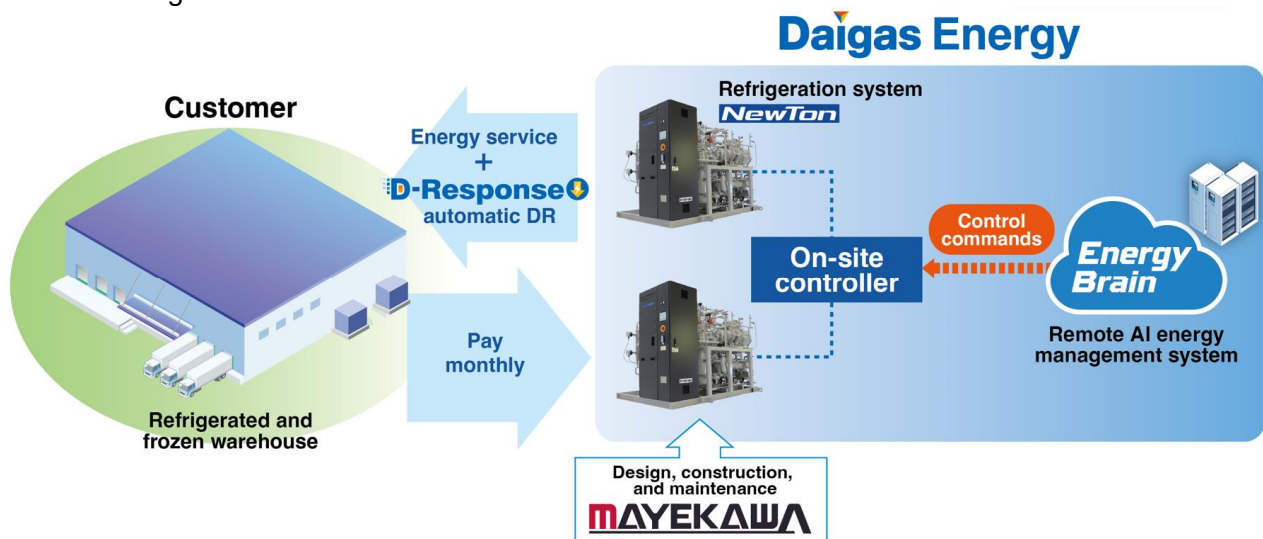 Daigas Energy
Customer
Refrigerated and
frozen warehouse
Energy service
+
D-Response
automatic DR
Pay
monthly
Refrigeration system
NewTon
On-site
controller
Control
commands
Energy
Brain
Remote AI energy
management system
Design, construction,
and maintenance
MAYEKAWA